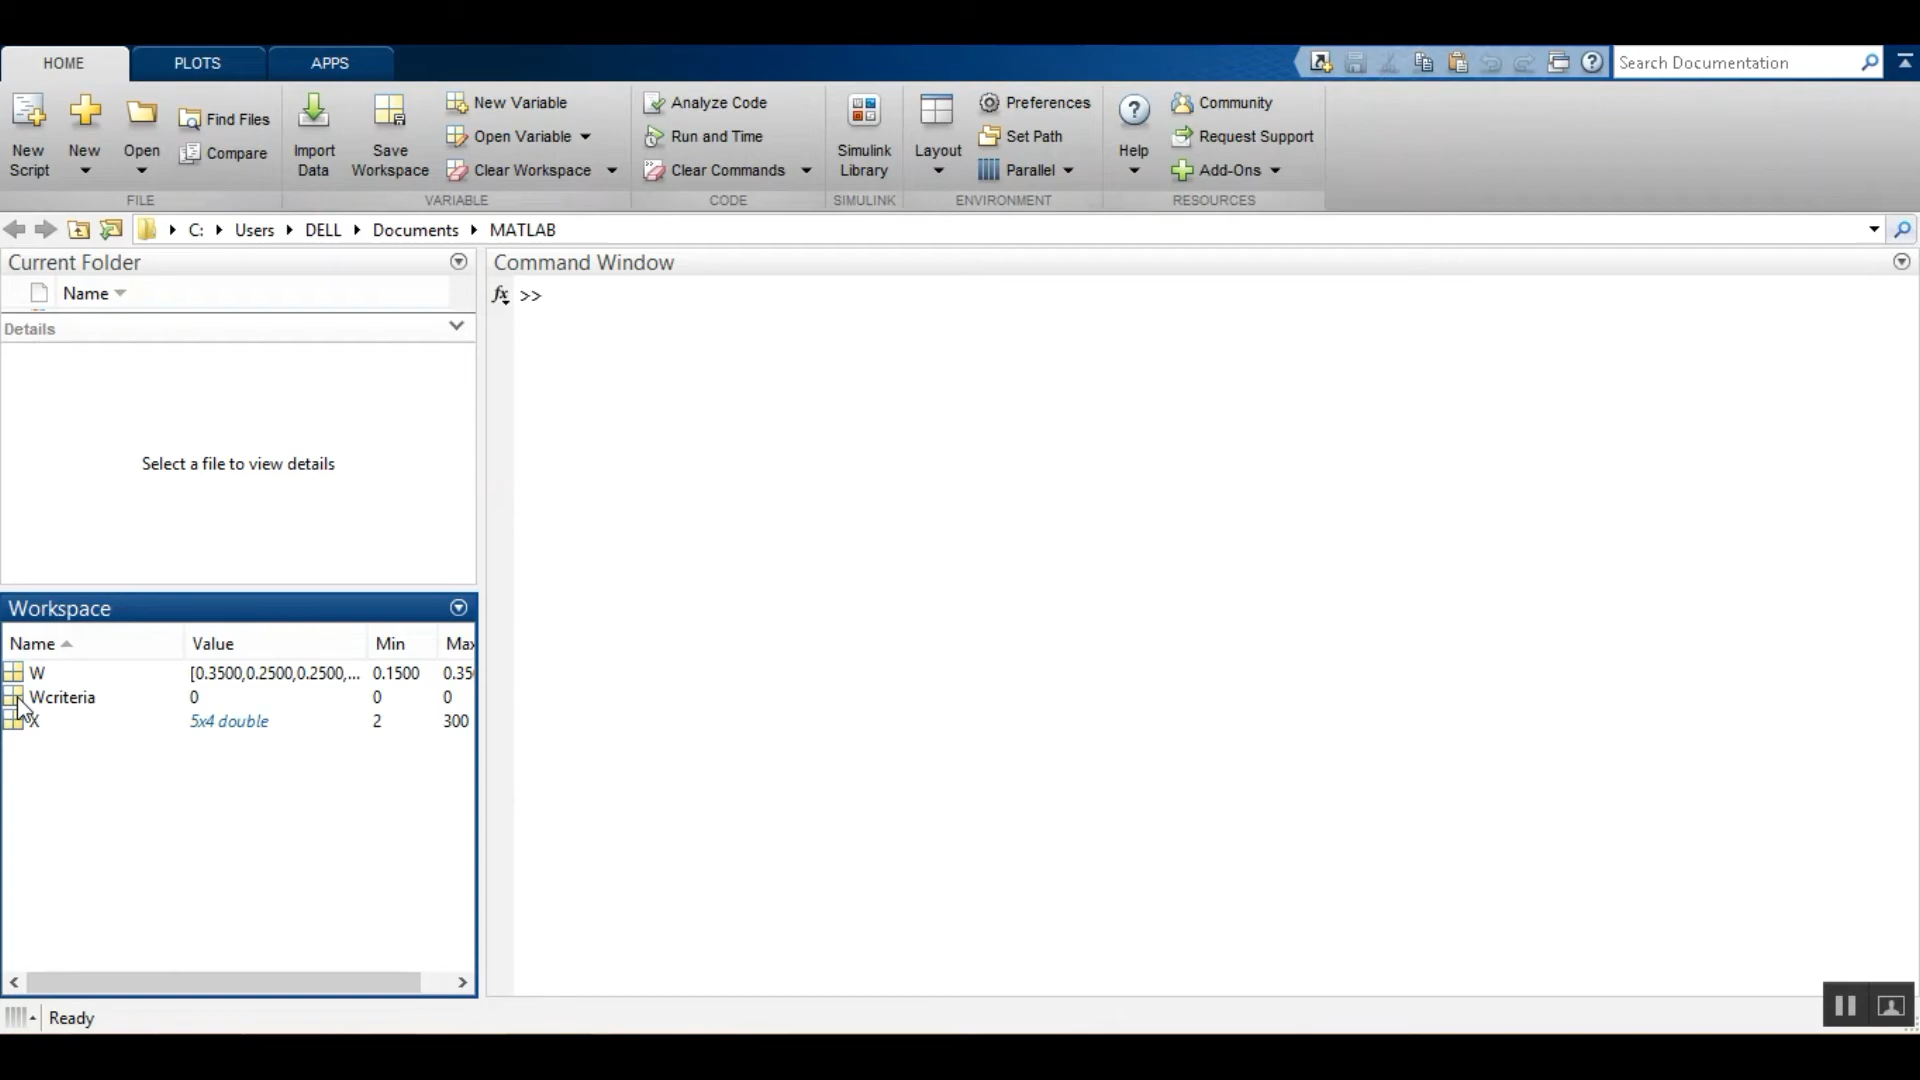 HOME PLOTS APPS Search Documentation
New Script
New
Open
Find Files
Compare
FILE
Import Data
Save Workspace
New Variable
Open Variable
Clear Workspace
VARIABLE
Analyze Code
Run and Time
Clear Commands
CODE
Simulink Library
SIMULINK
Layout
Preferences
Set Path
Parallel
ENVIRONMENT
? Help
Community
Request Support
Add-Ons
RESOURCES
C: Users DELL Documents MATLAB
Current Folder
Name
Details
Select a file to view details
Workspace
Name Value Min Max
W [0.3500,0.2500,0.2500,... 0.1500 0.35
Wcriteria 0 0 0
X 5x4 double 2 300
Command Window
fx >>
Ready